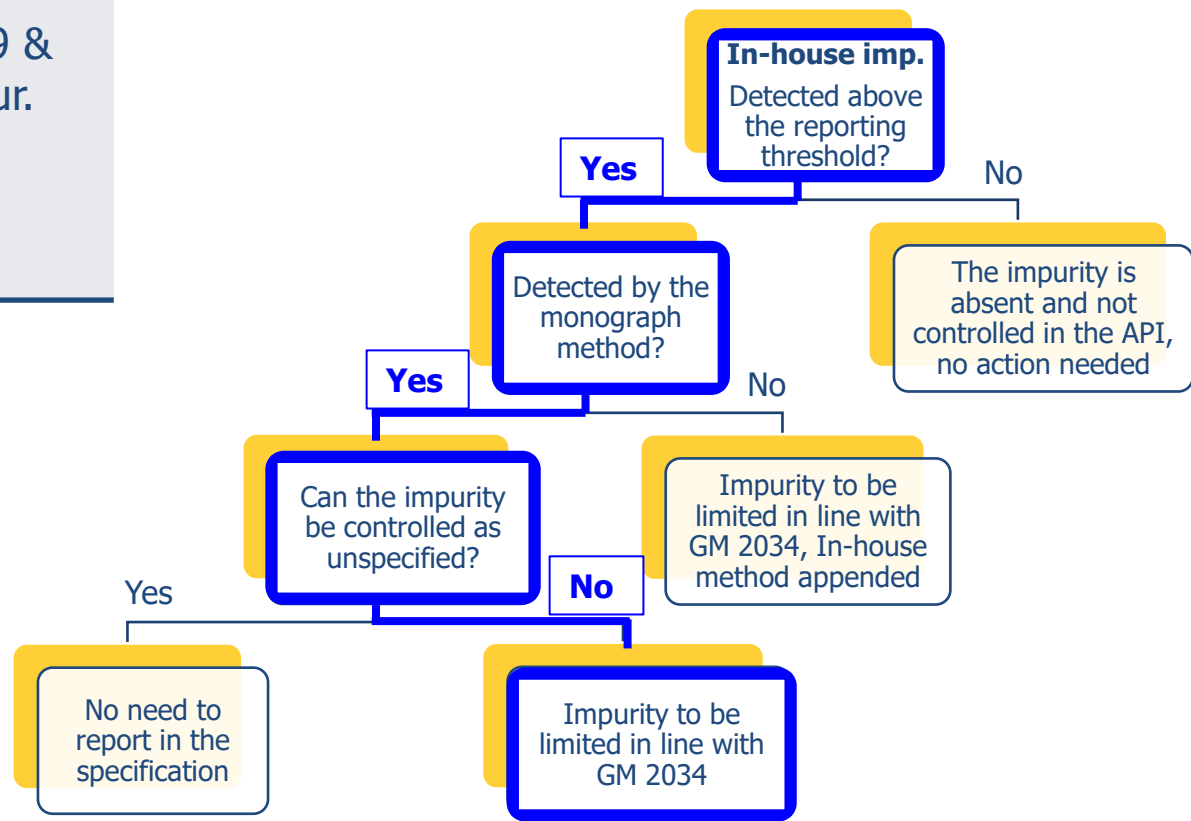 9 &
ur.
In-house imp.
Detected above
the reporting
threshold?
Yes
No
Detected by the
monograph
method?
The impurity is
absent and not
controlled in the API,
no action needed
Yes
No
Can the impurity
be controlled as
unspecified?
Impurity to be
limited in line with
GM 2034, In-house
method appended
Yes
No
No need to
report in the
specification
Impurity to be
limited in line with
GM 2034